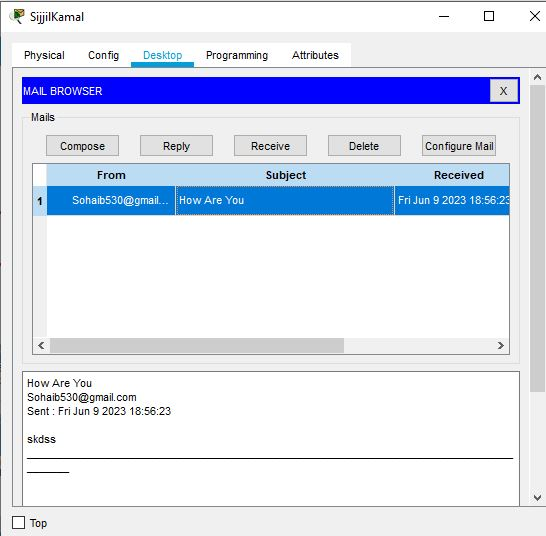 SijjilKamal
Physical Config Desktop Programming Attributes
MAIL BROWSER X
Mails
Compose Reply Receive Delete Configure Mail
From Subject Received
1 Sohaib530@gmail... How Are You Fri Jun 9 2023 18:56:23
How Are You
Sohaib530@gmail.com
Sent : Fri Jun 9 2023 18:56:23
skdss
Top